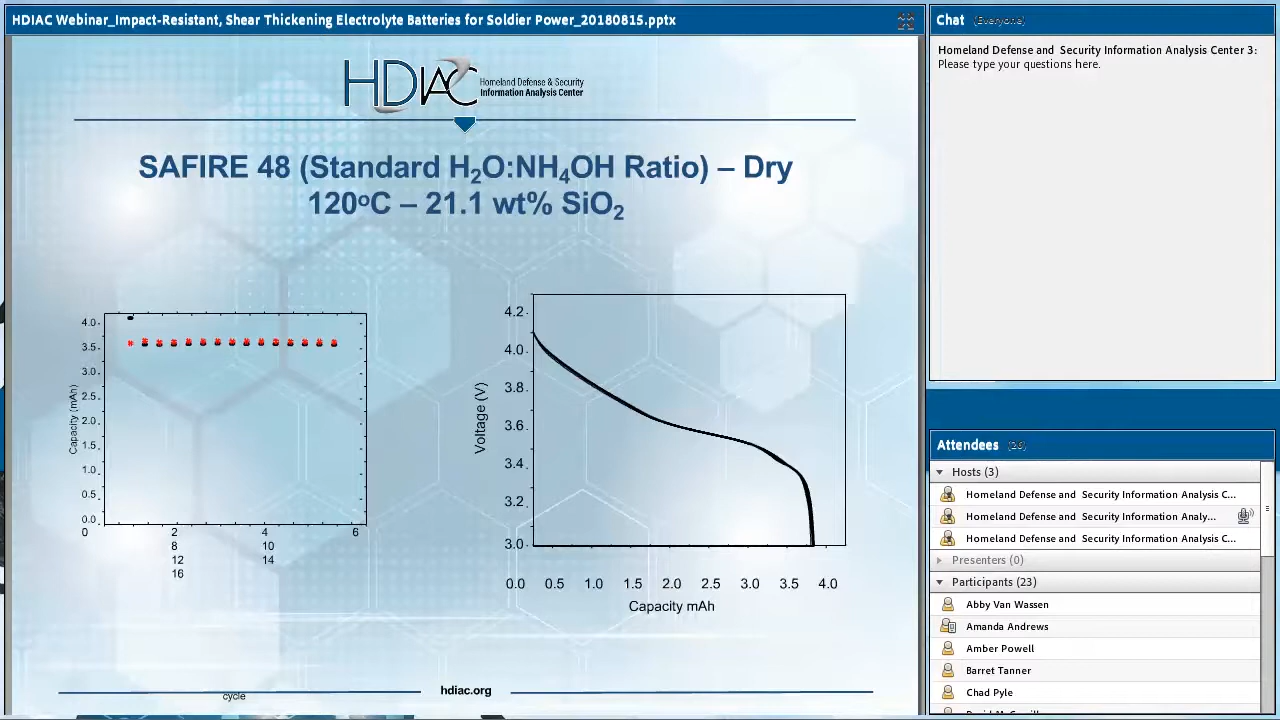 HDIAC Webinar_Impact-Resistant, Shear Thickening Electrolyte Batteries for Soldier Power_20180815.pptx
HDIAC
Homeland Defense & Security
Information Analysis Center
SAFIRE 48 (Standard H₂O:NH₄OH Ratio) – Dry
120ºC – 21.1 wt% SiO₂
Capacity (mAh)
4.0
3.5
3.0
2.5
2.0
1.5
1.0
0.5
0.0
0 2 4 6
8 10
12 14
16
cycle
Voltage (V)
4.2
4.0
3.8
3.6
3.4
3.2
3.0
0.0 0.5 1.0 1.5 2.0 2.5 3.0 3.5 4.0
Capacity mAh
hdiac.org
Chat (Everyone)
Homeland Defense and Security Information Analysis Center 3:
Please type your questions here.
Attendees (26)
Hosts (3)
Homeland Defense and Security Information Analysis C...
Homeland Defense and Security Information Analy...
Homeland Defense and Security Information Analysis C...
Presenters (0)
Participants (23)
Abby Van Wassen
Amanda Andrews
Amber Powell
Barret Tanner
Chad Pyle